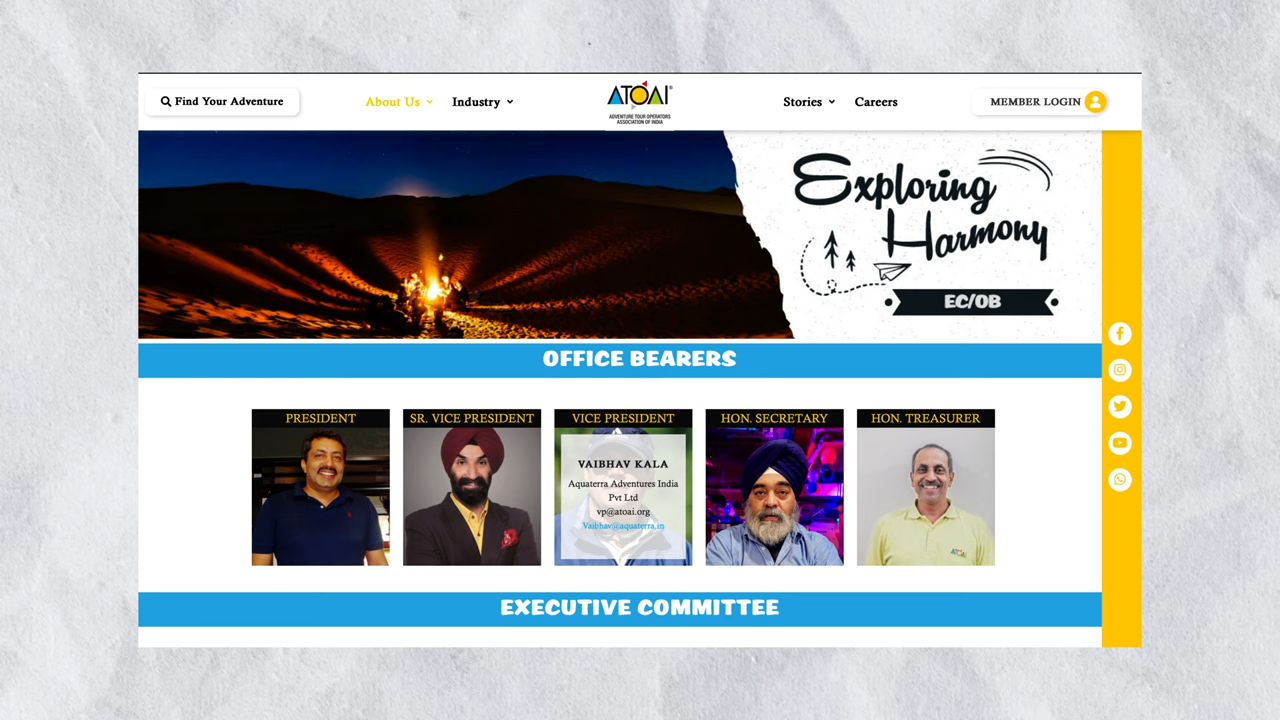 Find Your Adventure
About Us
Industry
ATOAI®
ADVENTURE TOUR OPERATORS
ASSOCIATION OF INDIA
Stories
Careers
MEMBER LOGIN
Exploring
Harmony
EC/OB
OFFICE BEARERS
PRESIDENT
SR. VICE PRESIDENT
VICE PRESIDENT
HON. SECRETARY
HON. TREASURER
VAIBHAV KALA
Aquaterra Adventures India
Pvt Ltd
vp@atoai.org
Vaibhav@aquaterra.in
ATOAI
EXECUTIVE COMMITTEE